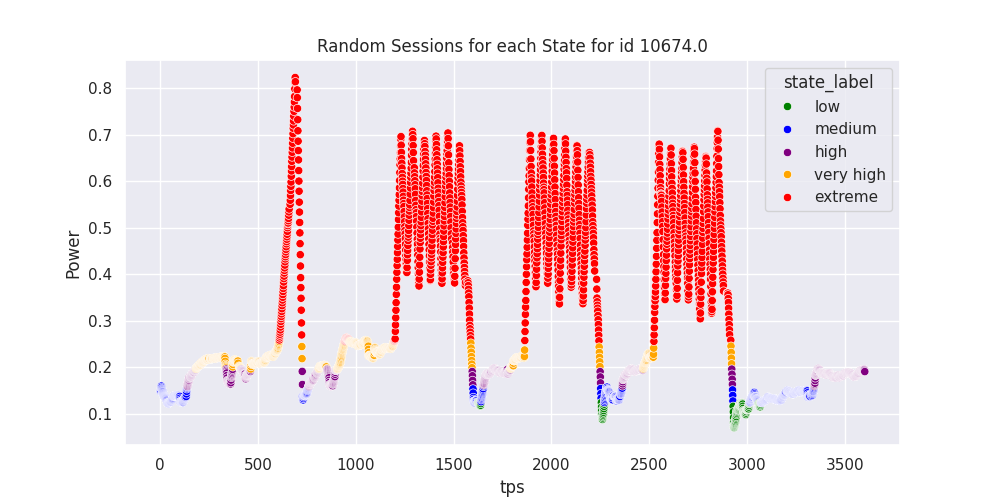 Random Sessions for each State for id 10674.0
Power
0.8
0.7
0.6
0.5
0.4
0.3
0.2
0.1
state_label
low
medium
high
very high
extreme
0 500 1000 1500 2000 2500 3000 3500
tps